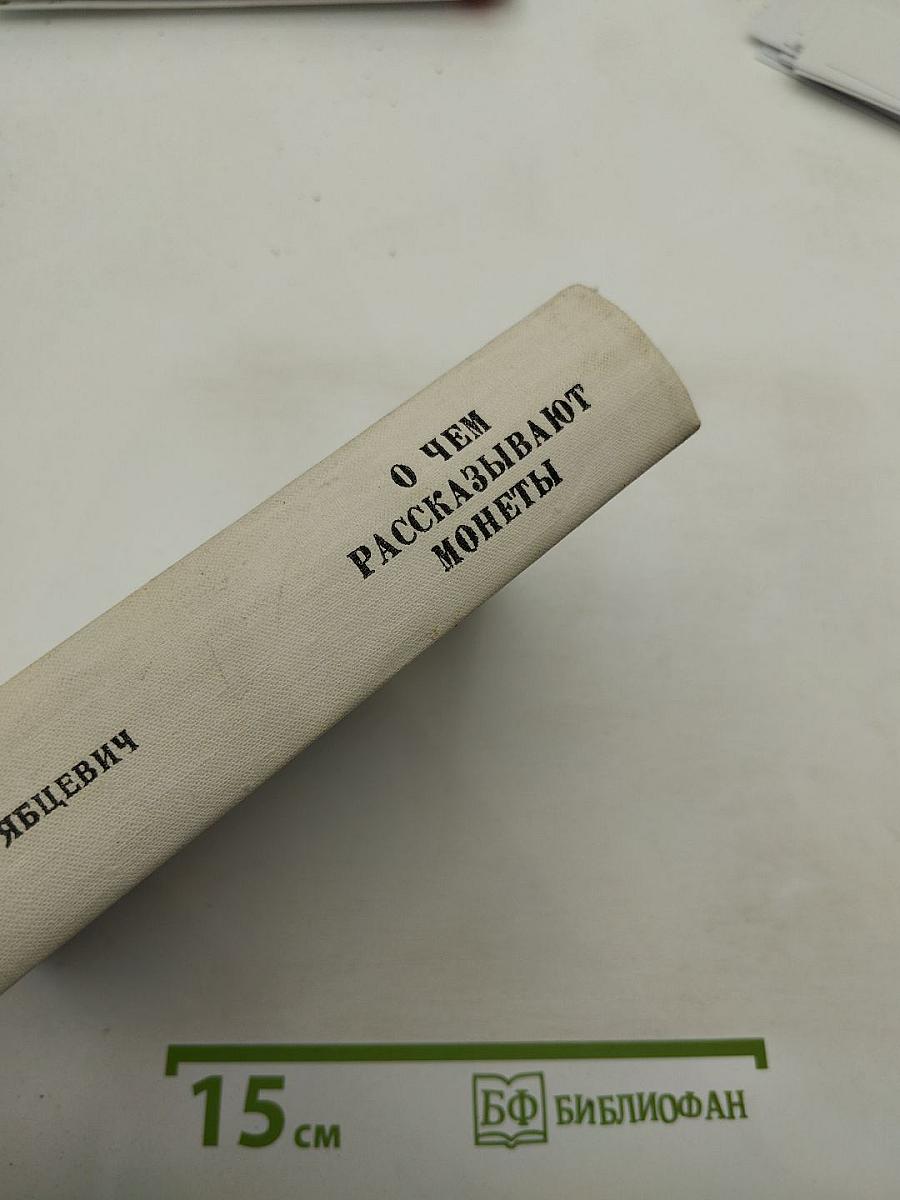 О ЧЕМ
РАССКАЗЫВАЮТ
МОНЕТЫ
ЯБЦЕВИЧ
15 см
БФ БИБЛИОФАН